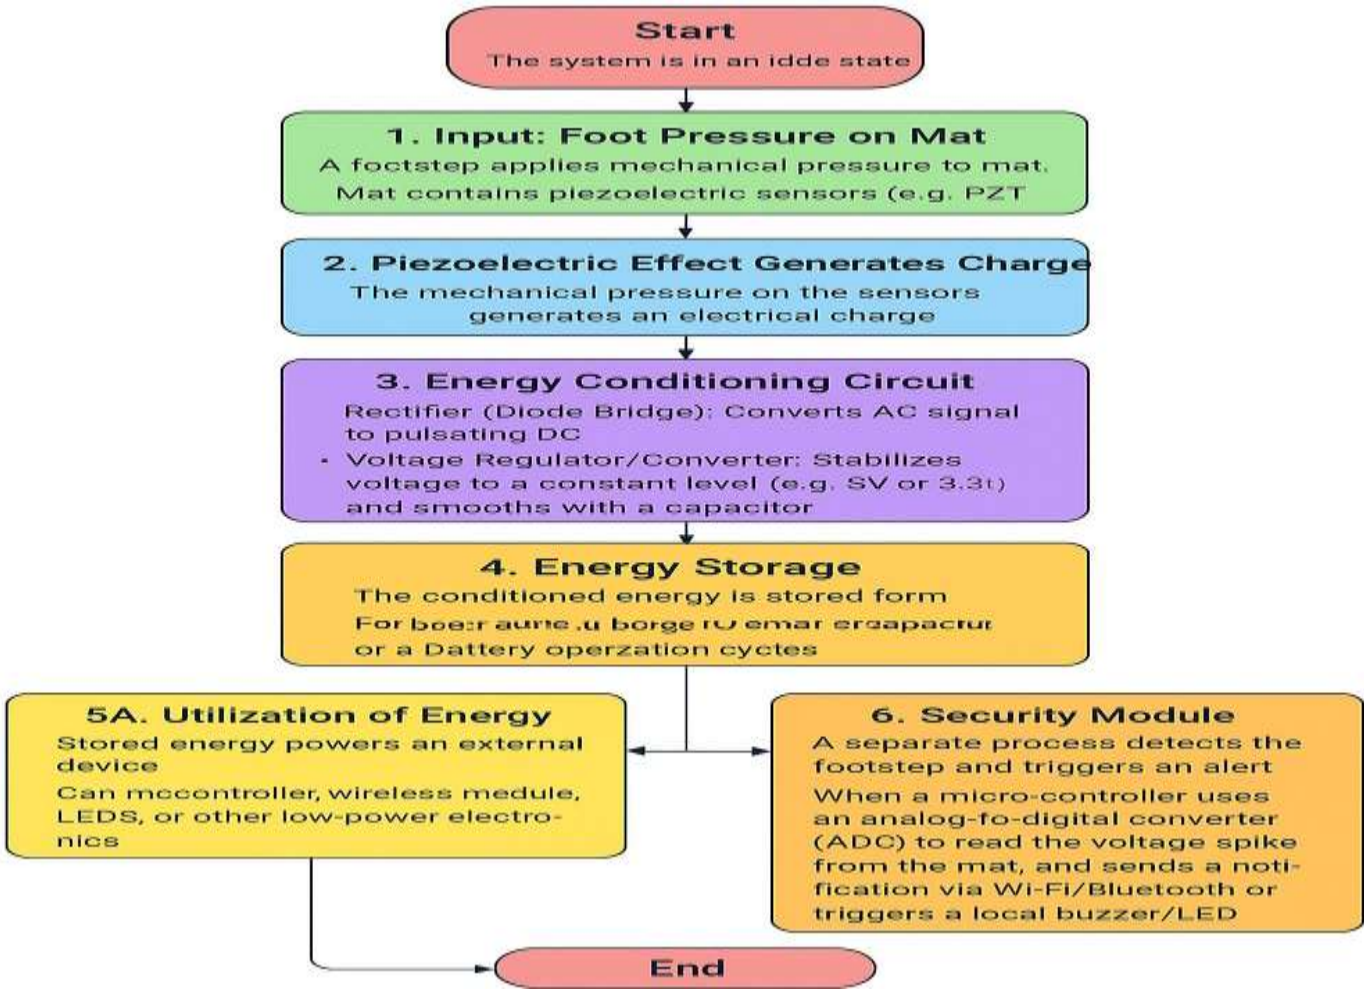 Start
The system is in an idde state
1. Input: Foot Pressure on Mat
A foctstep applies mechanical pressure to mat.
Mat contains piezoelectric sensors (e.g. PZT
2. Piezoelectric Effect Generates Charge
The mechanical pressure on the sensors
generates an electrical charge
3. Energy Conditioning Circuit
Rectifier (Diode Bridge): Converts AC signal
to pulsating DC
• Voltage Regulator/Converter: Stabilizes
voltage to a constant level (e.g. SV or 3.3t)
and smooths with a capacitor
4. Energy Storage
The conditioned energy is stored form
For
or a Dattery operzation cyctes
5A. Utilization of Energy
Stored energy powers an external
device
Can mccontroller, wireless medule,
LEDS, or other low-power electro-
nics
6. Security Module
A separate process detects the
footstep and triggers an alert
When a micro-controller uses
an analog-fo-digital converter
(ADC) to read the voltage spike
from the mat, and sends a noti-
fication via Wi-Fi/Bluetooth or
triggers a local buzzer/LED
End